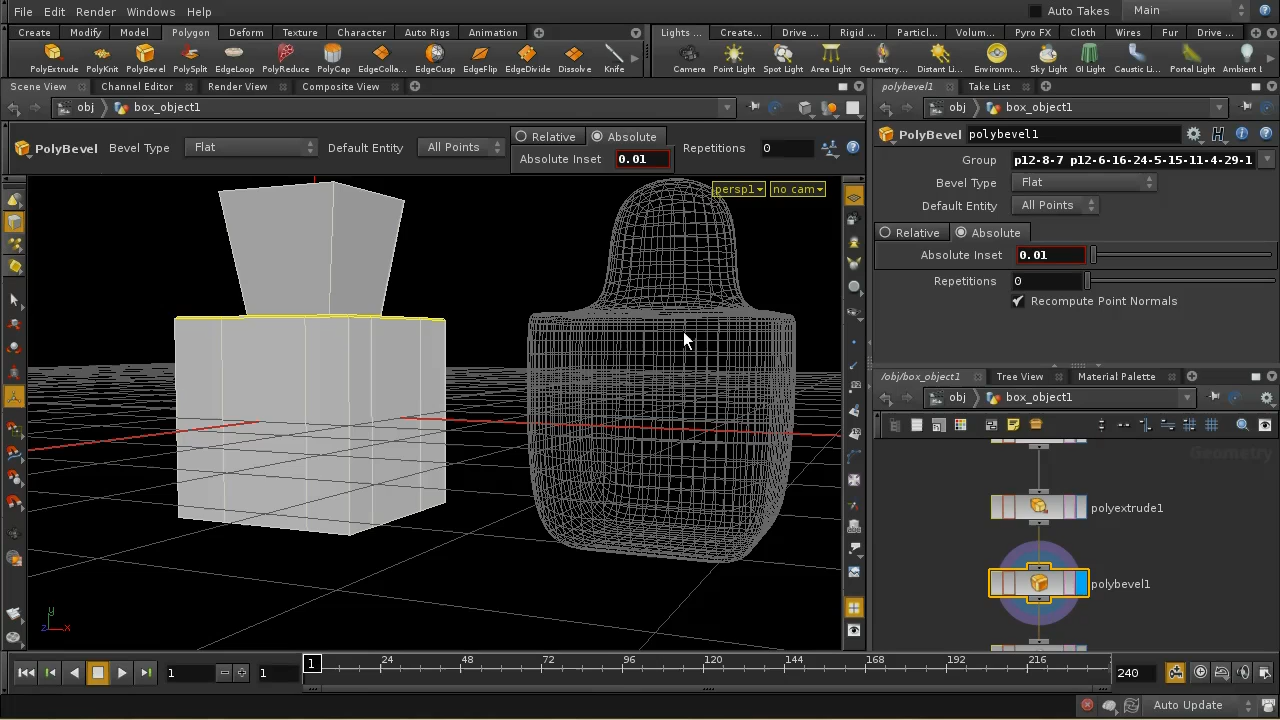 File Edit Render Windows Help Auto Takes Main
Create Modify Model Polygon Deform Texture Character Auto Rigs Animation Lights ... Create... Drive ... Rigid ... Particl... Volum... Pyro FX Cloth Wires Fur Drive ...
PolyExtrude PolyKnit PolyBevel PolySplit EdgeLoop PolyReduce PolyCap EdgeColla... EdgeCusp EdgeFlip EdgeDivide Dissolve Knife Camera Point Light Spot Light Area Light Geometry... Distant Li... Environm... Sky Light GI Light Caustic Li... Portal Light Ambient L
Scene View Channel Editor Render View Composite View polybevel1 Take List
obj box_object1 obj box_object1
PolyBevel Bevel Type Flat Default Entity All Points Relative Absolute Repetitions 0
Absolute Inset 0.01
PolyBevel polybevel1
Group p12-8-7 p12-6-16-24-5-15-11-4-29-1
Bevel Type Flat
Default Entity All Points
Relative Absolute
Absolute Inset 0.01
Repetitions 0
Recompute Point Normals
persp1 no cam
/obj/box_object1 Tree View Material Palette
obj box_object1
Geometry
polyextrude1
polybevel1
y
z x
1 1 1 24 48 72 96 120 144 168 192 216 240
Auto Update